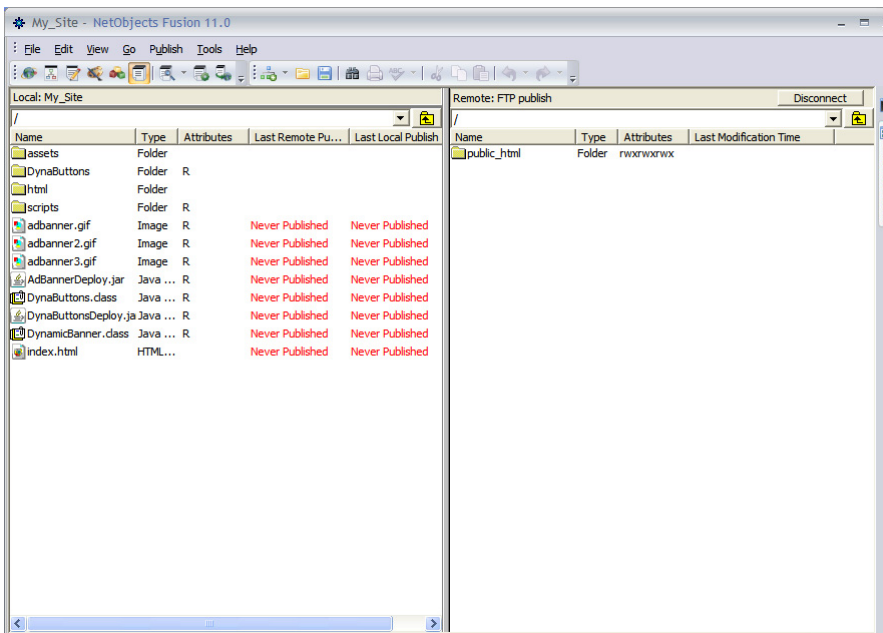 My_Site - NetObjects Fusion 11.0
File Edit View Go Publish Tools Help
Local: My_Site
/
Name Type Attributes Last Remote Pu... Last Local Publish
assets Folder
DynaButtons Folder R
html Folder
scripts Folder R
adbanner.gif Image R Never Published Never Published
adbanner2.gif Image R Never Published Never Published
adbanner3.gif Image R Never Published Never Published
AdBannerDeploy.jar Java ... R Never Published Never Published
DynaButtons.class Java ... R Never Published Never Published
DynaButtonsDeploy.ja Java ... R Never Published Never Published
DynamicBanner.class Java ... R Never Published Never Published
index.html HTML... Never Published Never Published
Remote: FTP publish Disconnect
/
Name Type Attributes Last Modification Time
public_html Folder rwxrwxrwx